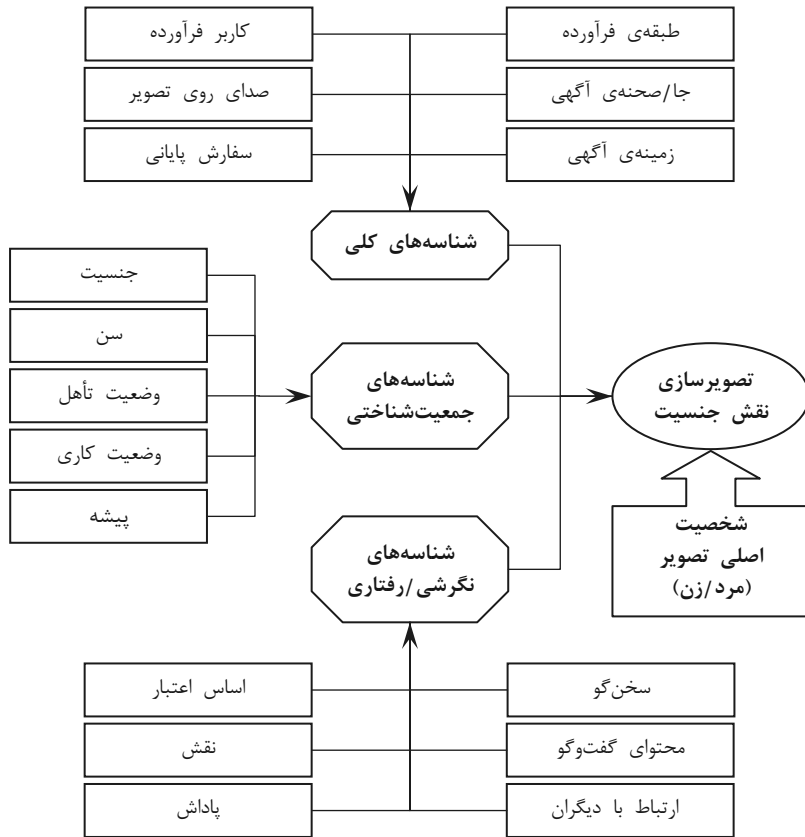 طبقه‌ی فرآورده
کاربر فرآورده
جا/صحنه‌ی آگهی
صدای روی تصویر
زمینه‌ی آگهی
سفارش پایانی
شناسه‌های کلی
جنسیت
سن
وضعیت تأهل
وضعیت کاری
پیشه
شناسه‌های
جمعیت‌شناختی
تصویرسازی
نقش جنسیت
شخصیت
اصلی تصویر
(مرد/زن)
شناسه‌های
نگرشی/رفتاری
سخن‌گو
اساس اعتبار
محتوای گفت‌وگو
نقش
ارتباط با دیگران
پاداش